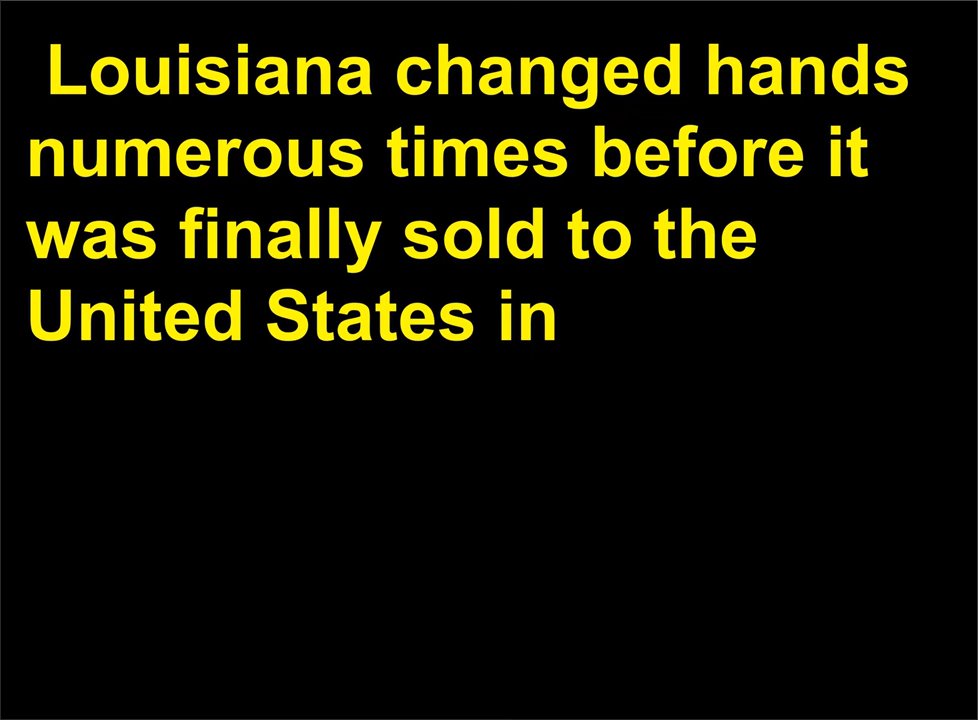 Louisiana changed hands
numerous times before it
was finally sold to the
United States in